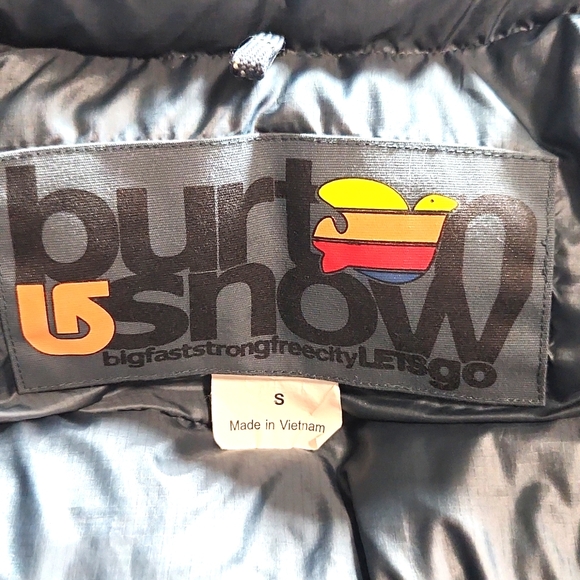 burton
snow
bigfaststrongfreecityLETSgo
S
Made in Vietnam